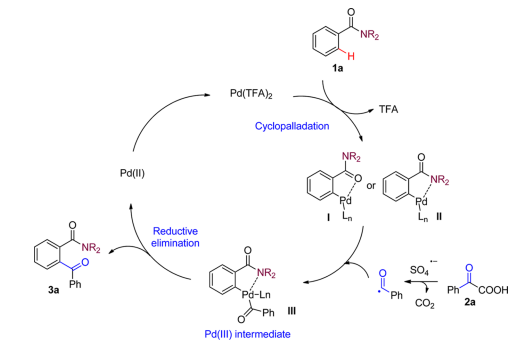 O
NR2
H
1a
Pd(TFA)2
TFA
Cyclopalladation
Pd(II)
NR2
O
Pd
Ln
I
or
O
NR2
Pd
Ln
II
Reductive
elimination
O
NR2
O
Ph
3a
O
NR2
Pd-Ln
Ph
O
III
Pd(III) intermediate
O
Ph
SO4•−
CO2
O
Ph
COOH
2a